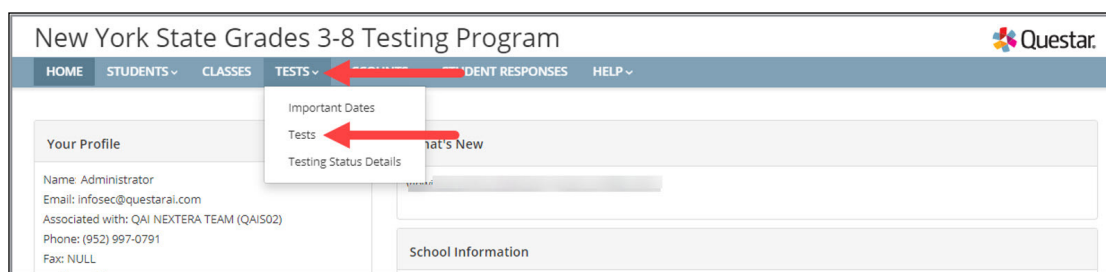 New York State Grades 3-8 Testing Program
Questar.
HOME STUDENTS CLASSES TESTS STUDENT RESPONSES HELP
Important Dates
Tests
Testing Status Details
Your Profile
What's New
Name: Administrator
Email: infosec@questarai.com
Associated with: QAI NEXTERA TEAM (QAIS02)
Phone: (952) 997-0791
Fax: NULL
School Information